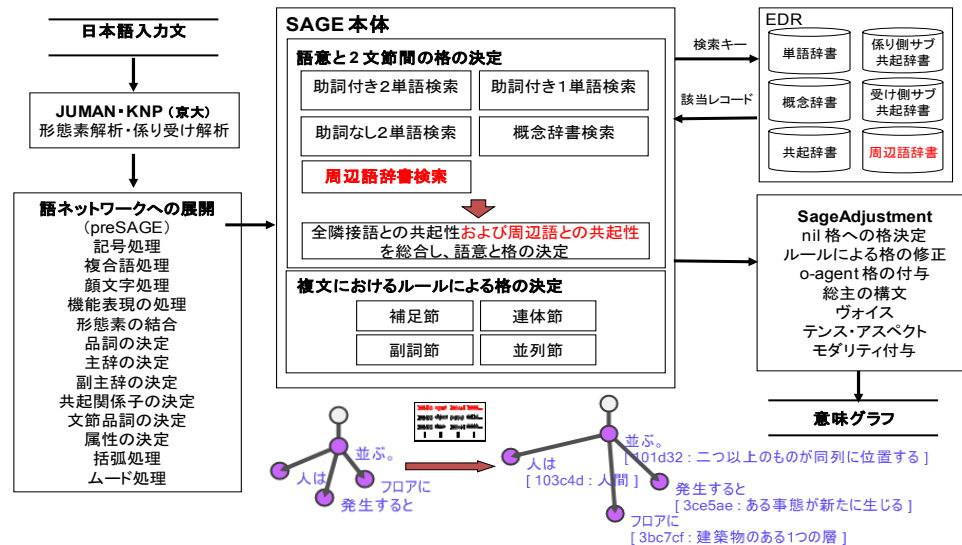 日本語入力文
JUMAN・KNP (京大)
形態素解析・係り受け解析
語ネットワークへの展開
(preSAGE)
記号処理
複合語処理
顔文字処理
機能表現の処理
形態素の結合
品詞の決定
主辞の決定
副主辞の決定
共起関係子の決定
文節品詞の決定
属性の決定
括弧処理
ムード処理
SAGE 本体
語意と2文節間の格の決定
助詞付き2単語検索
助詞付き1単語検索
助詞なし2単語検索
概念辞書検索
周辺語辞書検索
全隣接語との共起性および周辺語との共起性
を総合し、語意と格の決定
複文におけるルールによる格の決定
補足節
連体節
副詞節
並列節
検索キー
該当レコード
EDR
単語辞書
係り側サブ
共起辞書
概念辞書
受け側サブ
共起辞書
共起辞書
周辺語辞書
SageAdjustment
nil 格への格決定
ルールによる格の修正
o-agent 格の付与
総主の構文
ヴォイス
テンス・アスペクト
モダリティ付与
意味グラフ
並ぶ。
人は
フロアに
発生すると
並ぶ。
[ 101d32 : 二つ以上のものが同列に位置する ]
人は
[ 103c4d : 人間 ]
発生すると
[ 3ce5ae : ある事態が新たに生じる ]
フロアに
[ 3bc7cf : 建築物のある1つの層 ]